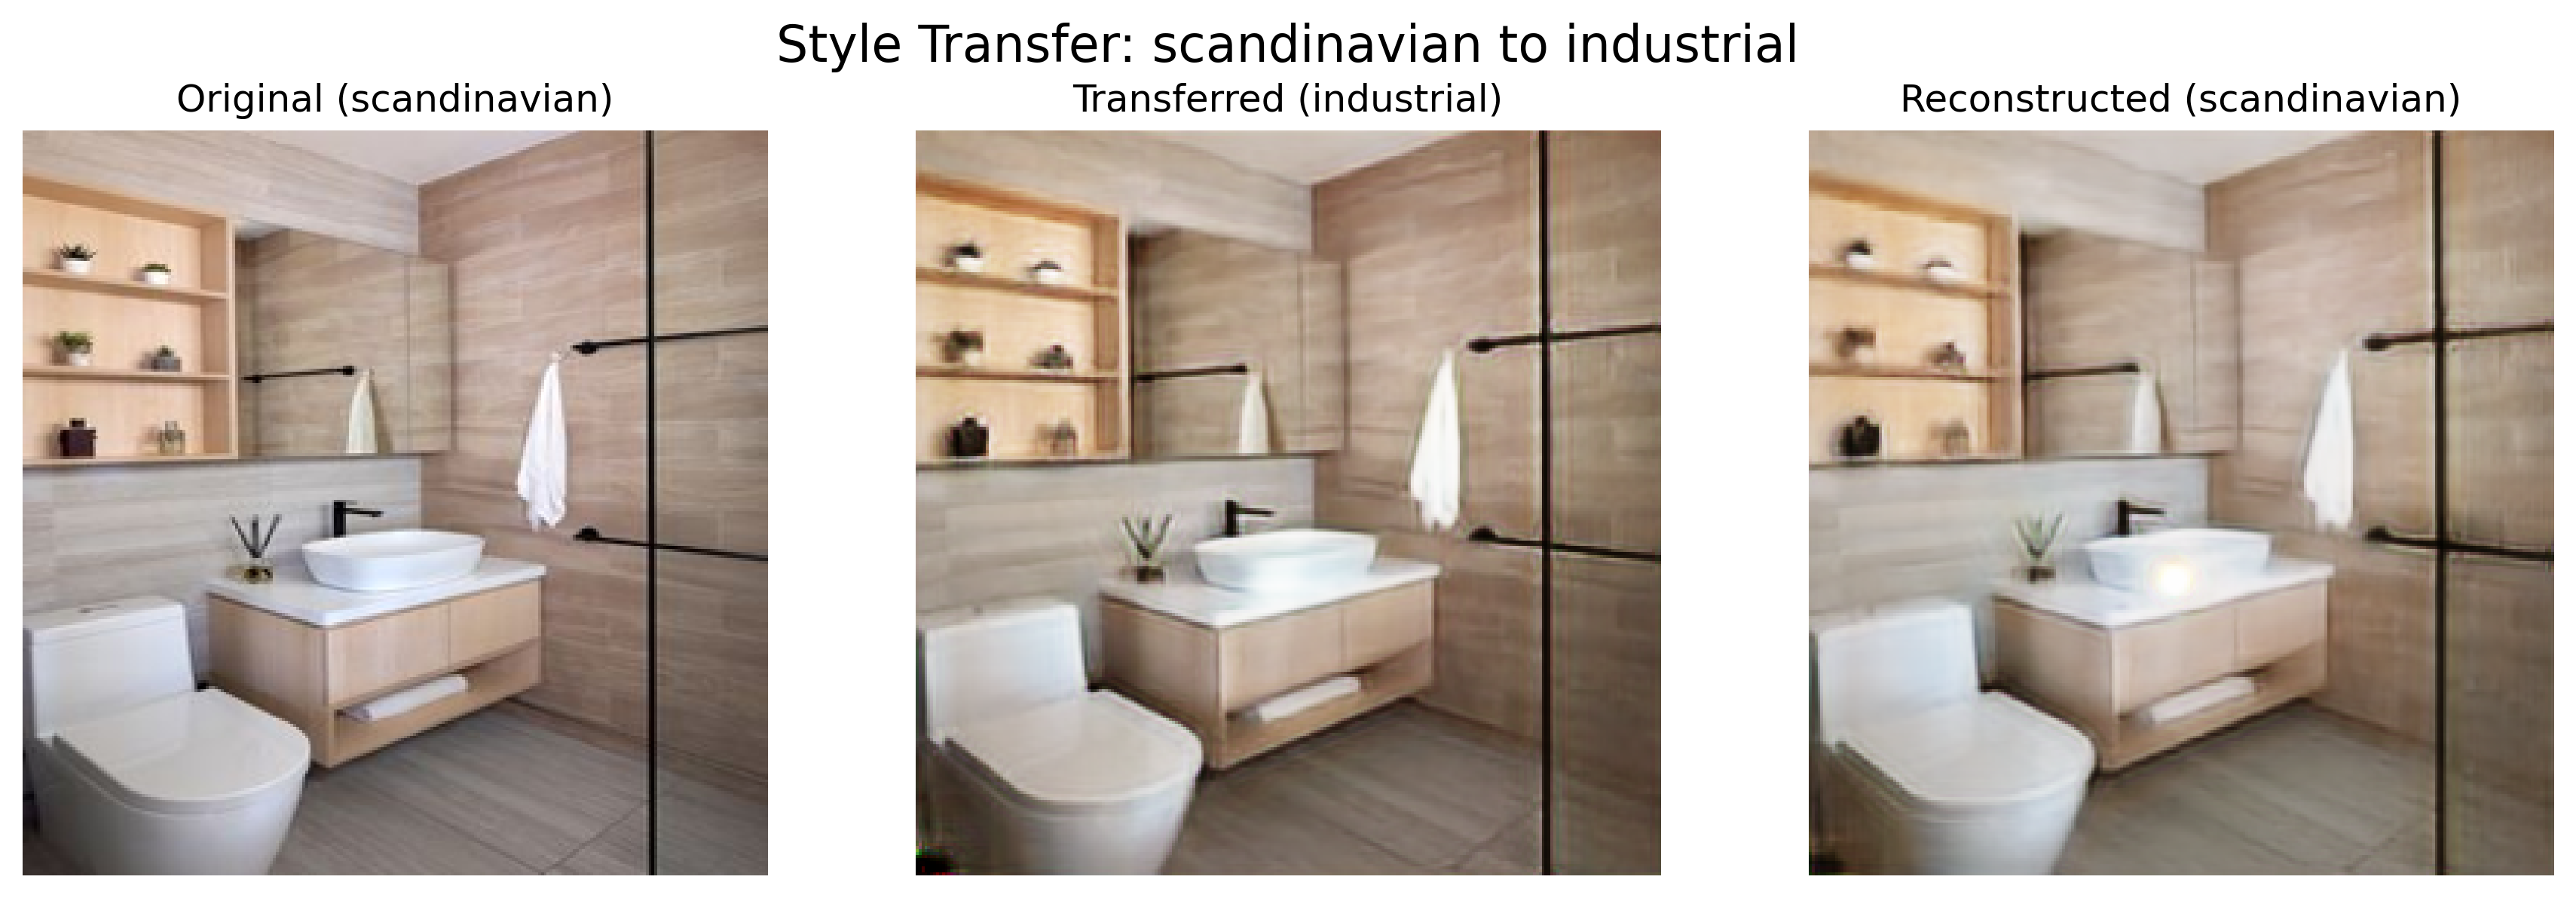 Style Transfer: scandinavian to industrial
Original (scandinavian)
Transferred (industrial)
Reconstructed (scandinavian)